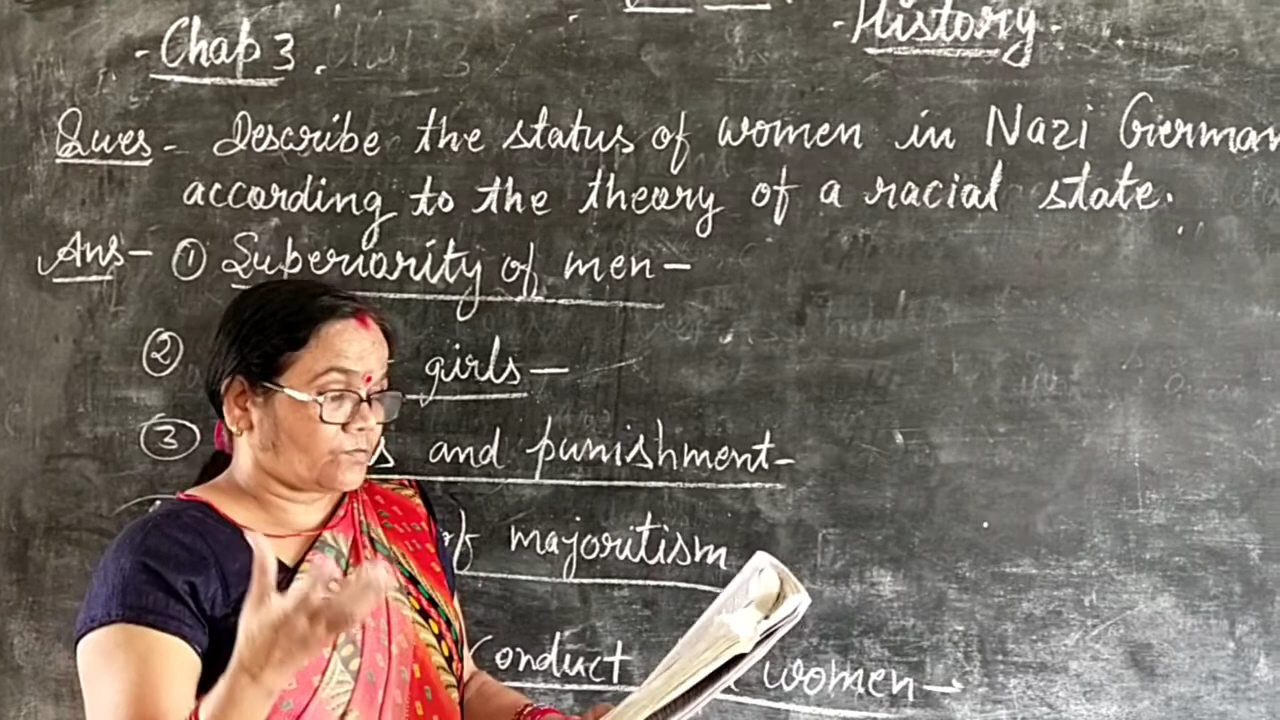 - Chap 3 .
- History -
Ques - Describe the status of women in Nazi German
according to the theory of a racial state.
Ans - ① Superiority of men -
② girls -
③ s and punishment -
of majoritism
Conduct women -